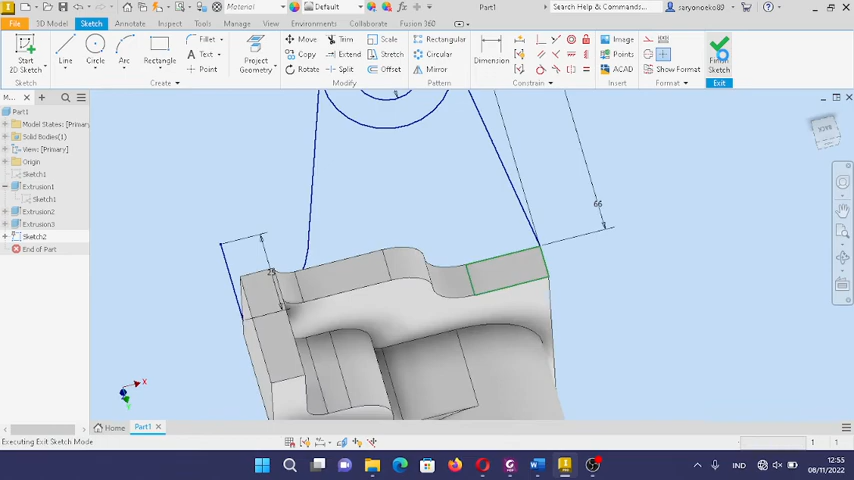 Material
Default
Part1
Search Help & Commands...
saryonoeko89
File
3D Model
Sketch
Annotate
Inspect
Tools
Manage
View
Environments
Collaborate
Fusion 360
Start
2D Sketch
Line
Circle
Arc
Rectangle
Fillet
Text
Point
Project
Geometry
Move
Copy
Rotate
Trim
Extend
Split
Scale
Stretch
Offset
Rectangular
Circular
Mirror
Dimension
Image
Points
ACAD
Show Format
Finish
Sketch
Create
Modify
Pattern
Constrain
Insert
Format
Exit
M...
Part1
Model States: [Primary
Solid Bodies(1)
View: [Primary]
Origin
Sketch1
Extrusion1
Sketch1
Extrusion2
Extrusion3
Sketch2
End of Part
66
25
BACK
X
Y
Home
Part1
Executing Exit Sketch Mode
1
1
IND
12:55
08/11/2022